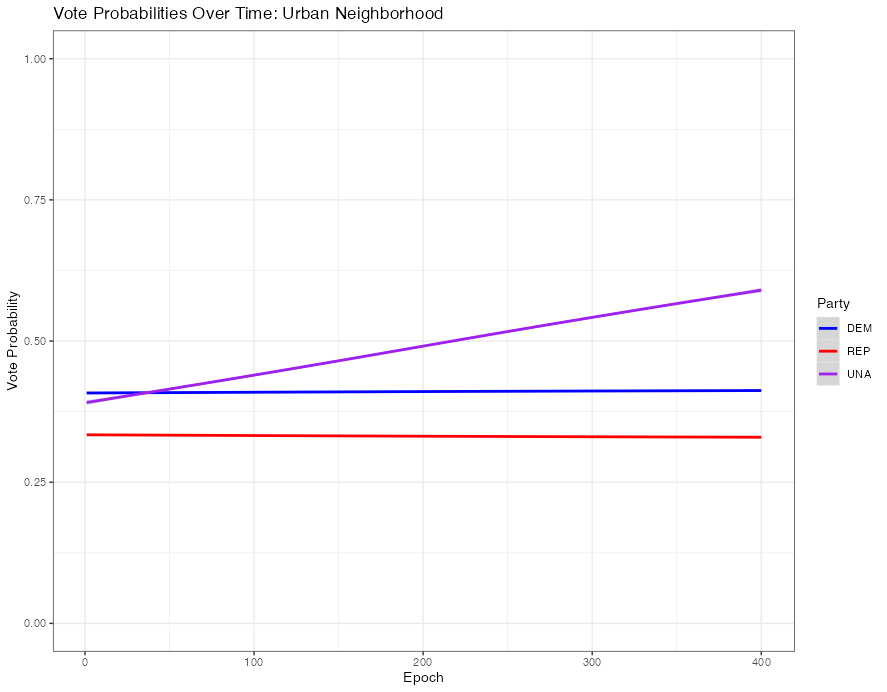 Vote Probabilities Over Time: Urban Neighborhood
Vote Probability
1.00
0.75
0.50
0.25
0.00
0
100
200
300
400
Epoch
Party
DEM
REP
UNA